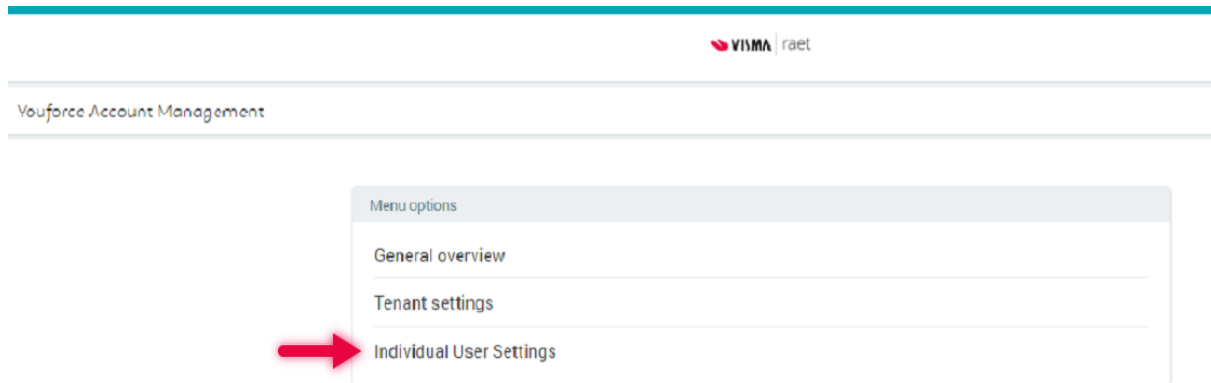 VISMA raet
Youforce Account Management
Menu options
General overview
Tenant settings
Individual User Settings